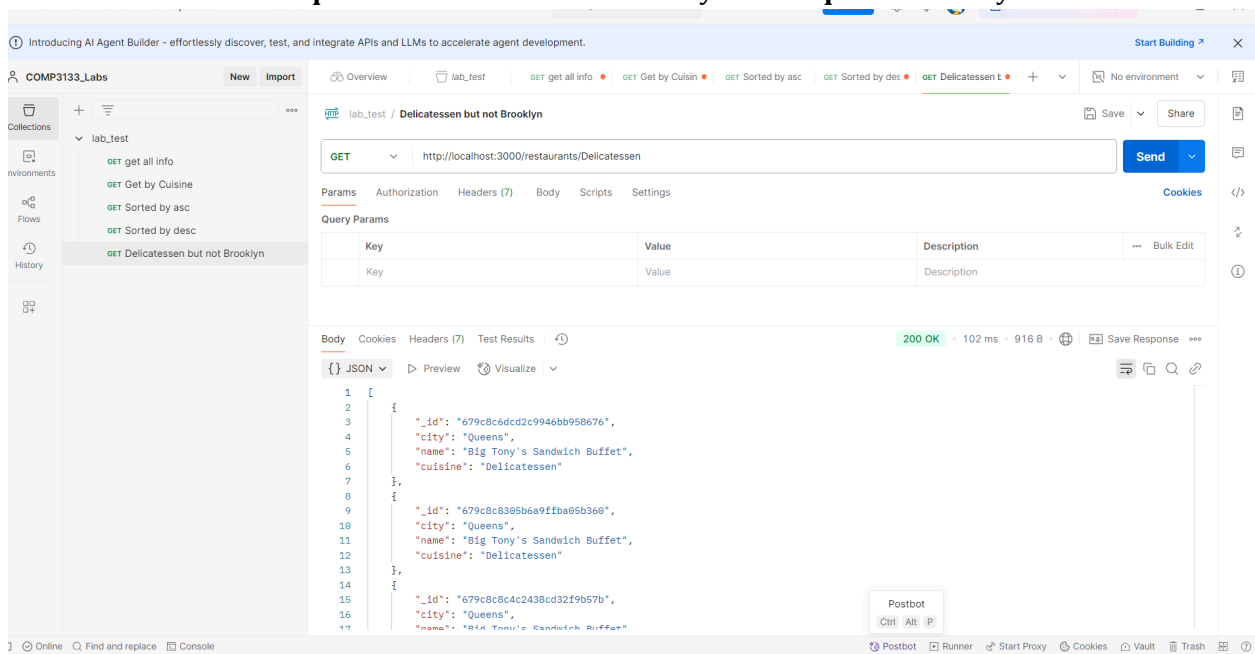 Introducing AI Agent Builder - effortlessly discover, test, and integrate APIs and LLMs to accelerate agent development.
Start Building ↗
COMP3133_Labs
New
Import
Overview
lab_test
GET get all info
GET Get by Cuisin
GET Sorted by asc
GET Sorted by des
GET Delicatessen t
No environment
Collections
lab_test
GET get all info
GET Get by Cuisine
GET Sorted by asc
GET Sorted by desc
GET Delicatessen but not Brooklyn
nvironments
Flows
History
HTTP lab_test / Delicatessen but not Brooklyn
Save
Share
GET
http://localhost:3000/restaurants/Delicatessen
Send
Params Authorization Headers (7) Body Scripts Settings
Cookies
Query Params
Key Value Description ••• Bulk Edit
Key Value Description
Body Cookies Headers (7) Test Results
200 OK • 102 ms • 916 B
Save Response
{} JSON
Preview
Visualize
1 [
2 {
3 "_id": "679c8c6dcd2c9946bb958676",
4 "city": "Queens",
5 "name": "Big Tony's Sandwich Buffet",
6 "cuisine": "Delicatessen"
7 },
8 {
9 "_id": "679c8c8305b6a9ffba05b360",
10 "city": "Queens",
11 "name": "Big Tony's Sandwich Buffet",
12 "cuisine": "Delicatessen"
13 },
14 {
15 "_id": "679c8c8c4c2438cd32f9b57b",
16 "city": "Queens",
17 "name": "Big Tony's Sandwich Buffet"
Postbot
Ctrl Alt P
Online
Find and replace
Console
Postbot
Runner
Start Proxy
Cookies
Vault
Trash